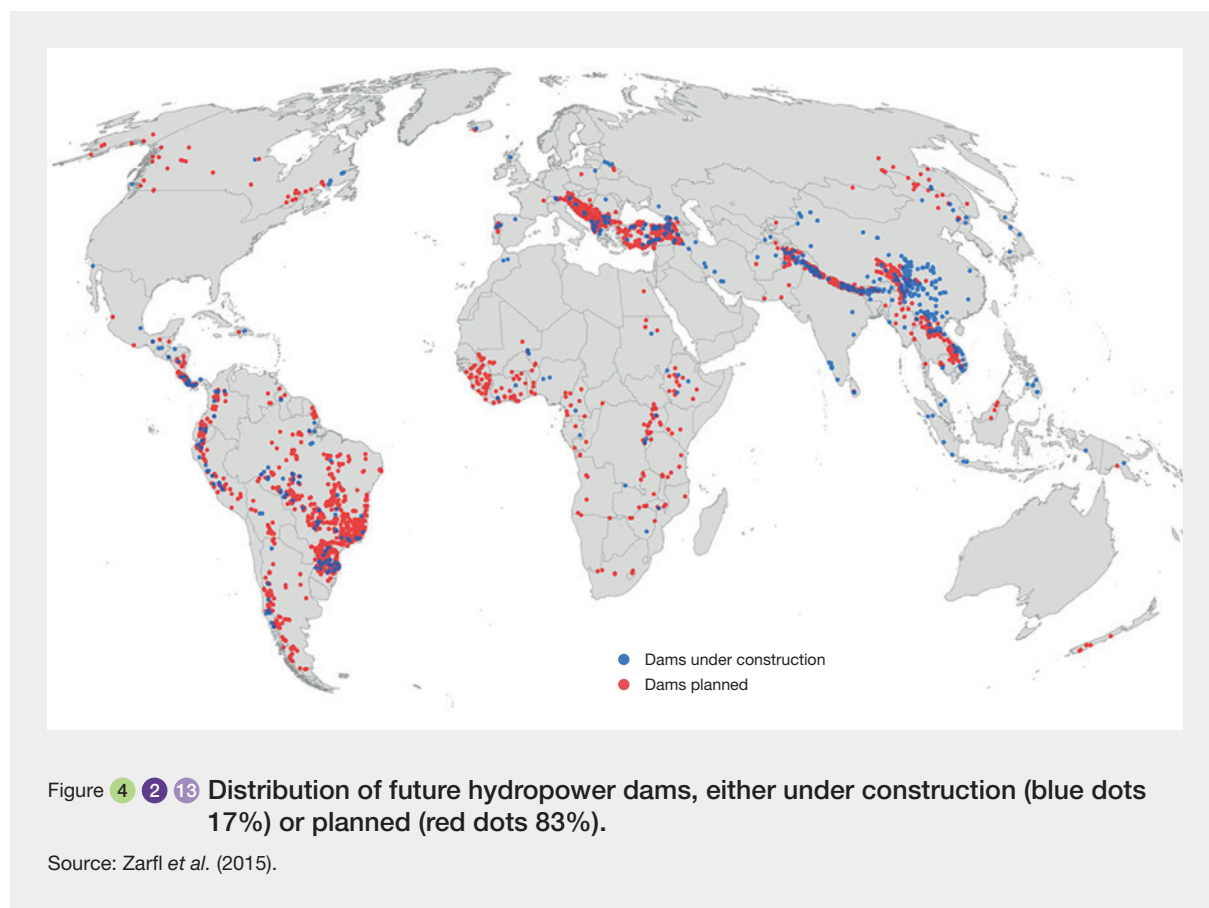 Dams under construction
Dams planned
Figure 4 2 13 Distribution of future hydropower dams, either under construction (blue dots
17%) or planned (red dots 83%).
Source: Zarfl et al. (2015).